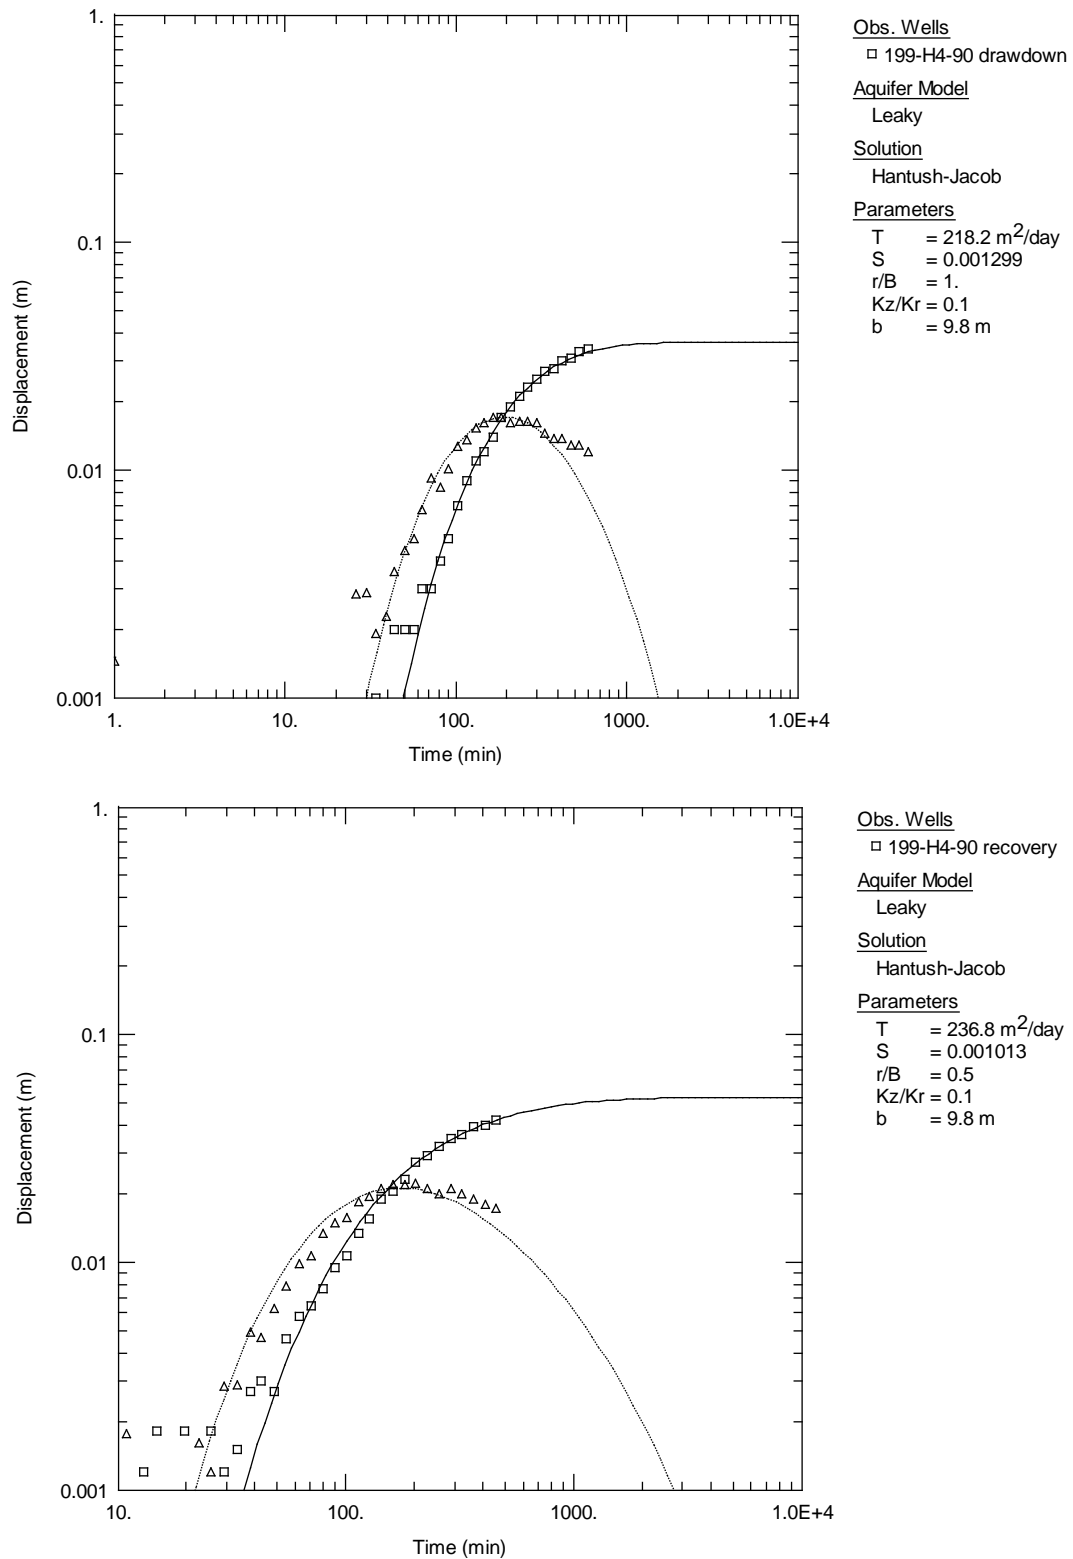 1.
0.1
0.01
0.001
1.
10.
100.
1000.
1.0E+4
Time (min)
Displacement (m)
Obs. Wells
199-H4-90 drawdown
Aquifer Model
Leaky
Solution
Hantush-Jacob
Parameters
T = 218.2 m2/day
S = 0.001299
r/B = 1.
Kz/Kr = 0.1
b = 9.8 m
1.
0.1
0.01
0.001
10.
100.
1000.
1.0E+4
Time (min)
Displacement (m)
Obs. Wells
199-H4-90 recovery
Aquifer Model
Leaky
Solution
Hantush-Jacob
Parameters
T = 236.8 m2/day
S = 0.001013
r/B = 0.5
Kz/Kr = 0.1
b = 9.8 m